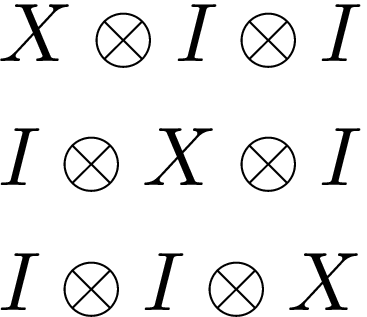 X ⊗ I ⊗ I
I ⊗ X ⊗ I
I ⊗ I ⊗ X